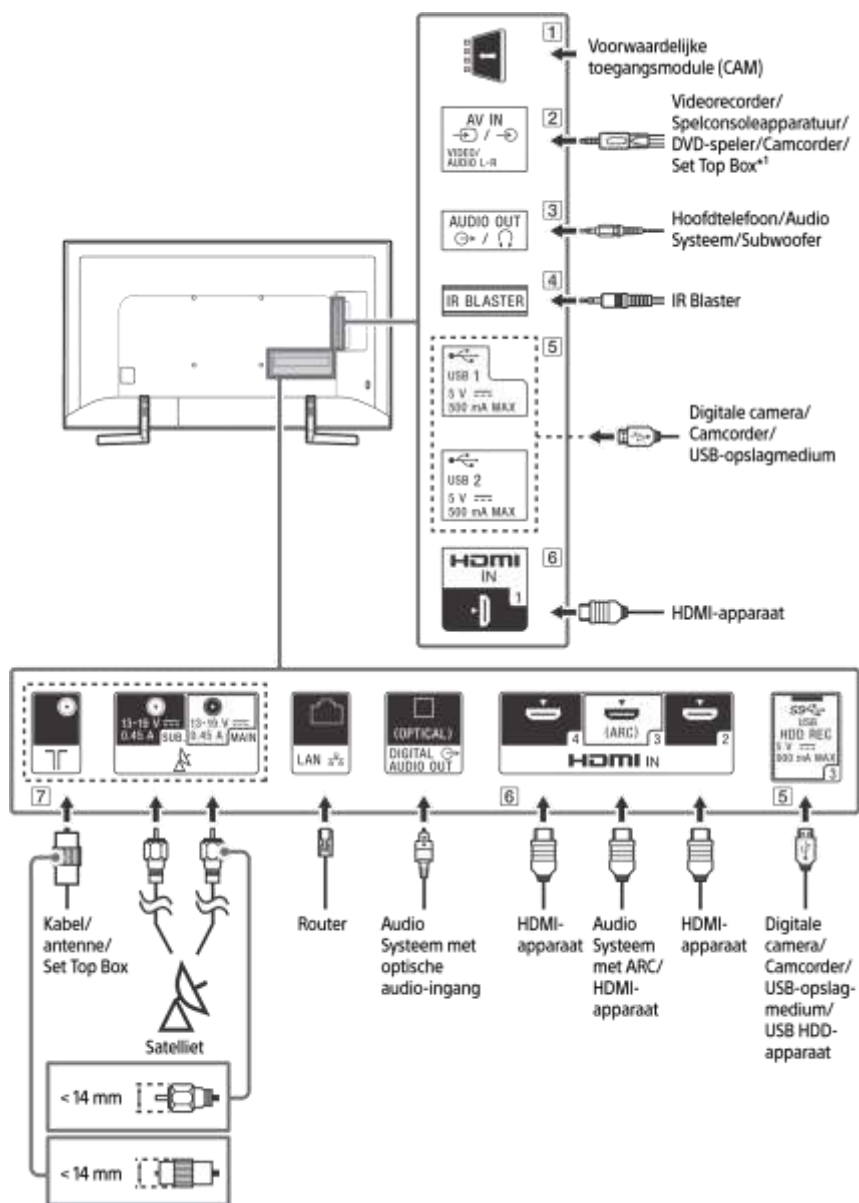 1
Voorwaardelijke
toegangsmodule (CAM)
AV IN
/
VIDEO/
AUDIO L-R
2
Videorecorder/
Spelconsoleapparatuur/
DVD-speler/Camcorder/
Set Top Box*1
AUDIO OUT
/
3
Hoofdtelefoon/Audio
Systeem/Subwoofer
4
IR BLASTER
IR Blaster
5
USB 1
5 V
500 mA MAX
Digitale camera/
Camcorder/
USB-opslagmedium
USB 2
5 V
500 mA MAX
6
HDMI
IN
1
HDMI-apparaat
13-19 V
0.45 A
SUB
13-19 V
0.45 A
MAIN
LAN
(OPTICAL)
DIGITAL
AUDIO OUT
4
(ARC)
3
2
HDMI IN
SS
USB
HDD REC
5 V
900 mA MAX
3
7
6
5
Kabel/
antenne/
Set Top Box
Satelliet
Router
Audio
Systeem met
optische
audio-ingang
HDMI-
apparaat
Audio
Systeem
met ARC/
HDMI-
apparaat
HDMI-
apparaat
Digitale
camera/
Camcorder/
USB-opslag-
medium/
USB HDD-
apparaat
< 14 mm
< 14 mm